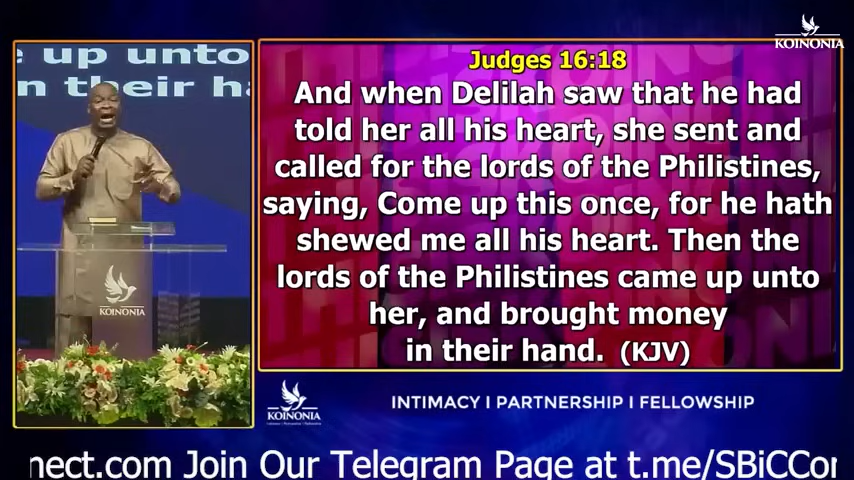 KOINONIA
up unto
n their ha
Judges 16:18
And when Delilah saw that he had
told her all his heart, she sent and
called for the lords of the Philistines,
saying, Come up this once, for he hath
shewed me all his heart. Then the
lords of the Philistines came up unto
her, and brought money
in their hand. (KJV)
KOINONIA
KOINONIA
INTIMACY I PARTNERSHIP I FELLOWSHIP
nect.com Join Our Telegram Page at t.me/SBiCCon